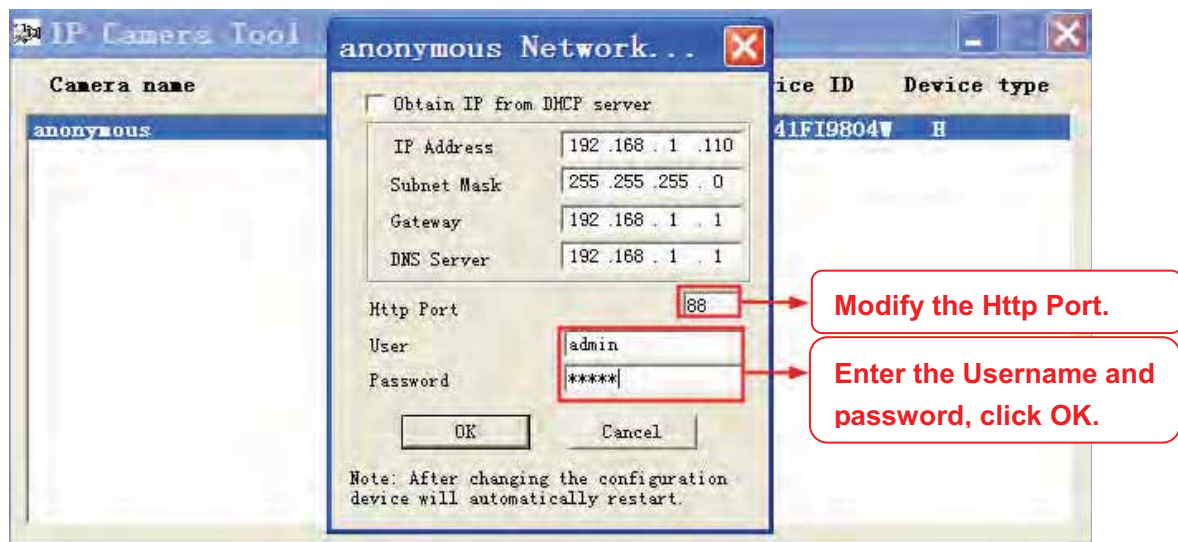 IP Camera Tool
anonymous Network...
Camera name
ice ID Device type
anonymous
41FI9804W H
Obtain IP from DHCP server
IP Address 192 .168 . 1 .110
Subnet Mask 255 .255 .255 . 0
Gateway 192 .168 . 1 . 1
DNS Server 192 .168 . 1 . 1
Http Port 88
Modify the Http Port.
User admin
Password *****
Enter the Username and
password, click OK.
OK Cancel
Note: After changing the configuration
device will automatically restart.